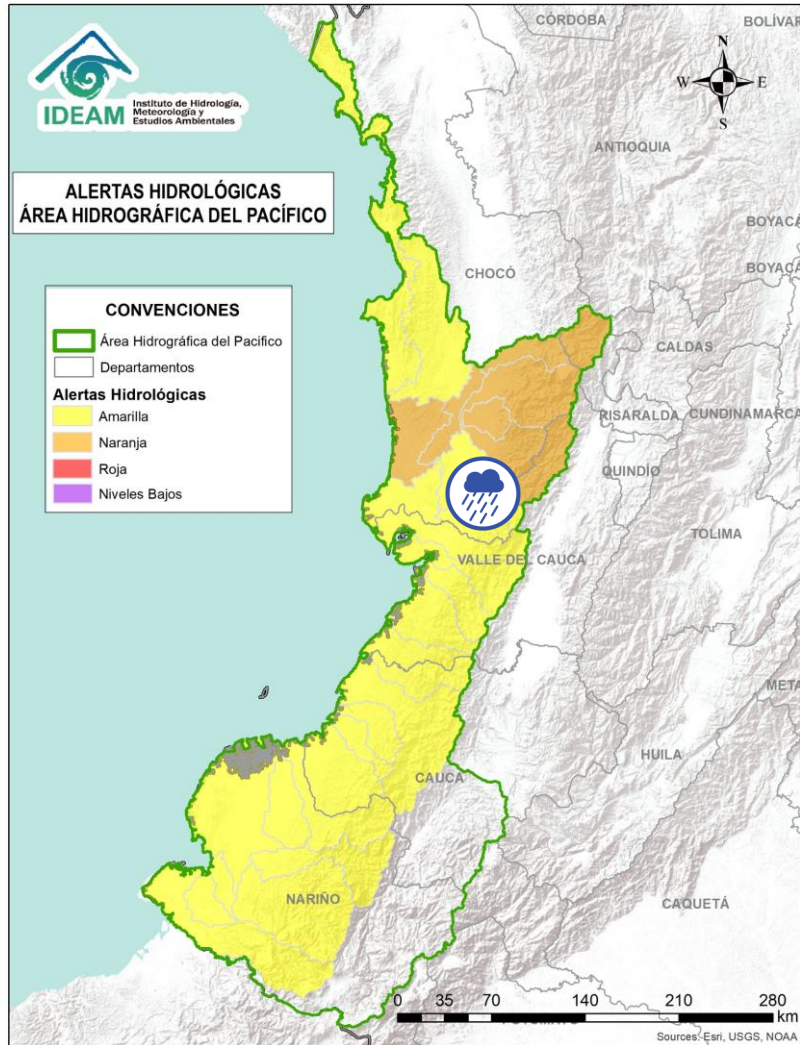 IDEAM
Instituto de Hidrología,
Meteorología y
Estudios Ambientales
ALERTAS HIDROLÓGICAS
ÁREA HIDROGRÁFICA DEL PACÍFICO
CONVENCIONES
Área Hidrográfica del Pacifico
Departamentos
Alertas Hidrológicas
Amarilla
Naranja
Roja
Niveles Bajos
N
W E
S
CÓRDOBA
BOLÍVAR
ANTIOQUIA
BOYACÁ
CHOCÓ
BOYACÁ
CALDAS
RISARALDA
CUNDINAMARCA
QUINDÍO
TOLIMA
VALLE DEL CAUCA
META
HUILA
CAUCA
NARIÑO
CAQUETÁ
0 35 70 140 210 280
km
Sources: Esri, USGS, NOAA